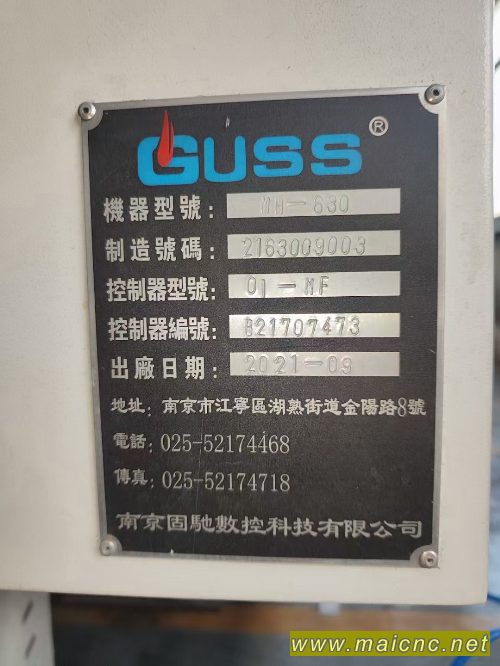 GUSS®
機器型號: MH-630
制造號碼: 2163009003
控制器型號: 0i-MF
控制器編號: B21707473
出廠日期: 2021-09
地址: 南京市江寧區湖熟街道金陽路8號
電話: 025-52174468
傳真: 025-52174718
南京固馳數控科技有限公司
www.maicnc.net